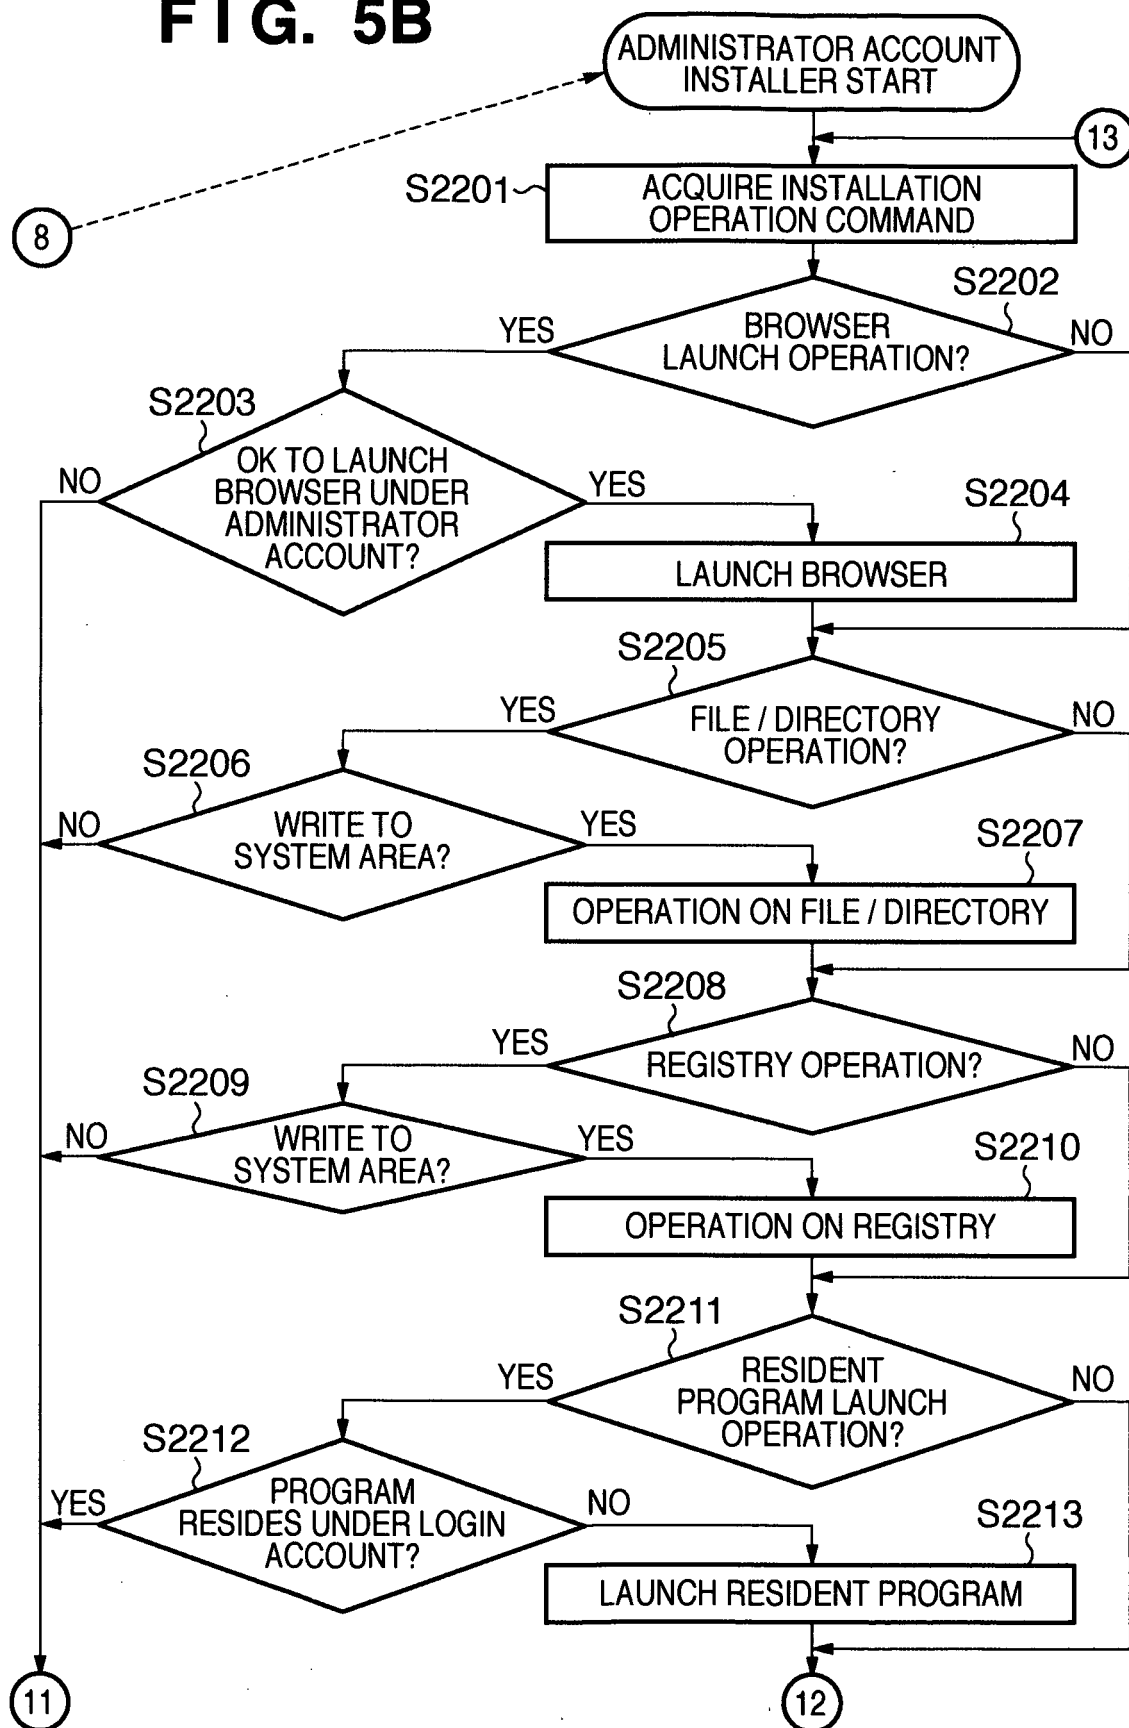 FIG. 5B
ADMINISTRATOR ACCOUNT
INSTALLER START
13
S2201
ACQUIRE INSTALLATION
OPERATION COMMAND
8
S2202
YES
BROWSER
LAUNCH OPERATION?
NO
S2203
NO
OK TO LAUNCH
BROWSER UNDER
ADMINISTRATOR
ACCOUNT?
YES
S2204
LAUNCH BROWSER
S2205
YES
FILE / DIRECTORY
OPERATION?
NO
S2206
NO
WRITE TO
SYSTEM AREA?
YES
S2207
OPERATION ON FILE / DIRECTORY
S2208
YES
REGISTRY OPERATION?
NO
S2209
NO
WRITE TO
SYSTEM AREA?
YES
S2210
OPERATION ON REGISTRY
S2211
YES
RESIDENT
PROGRAM LAUNCH
OPERATION?
NO
S2212
YES
PROGRAM
RESIDES UNDER LOGIN
ACCOUNT?
NO
S2213
LAUNCH RESIDENT PROGRAM
11
12